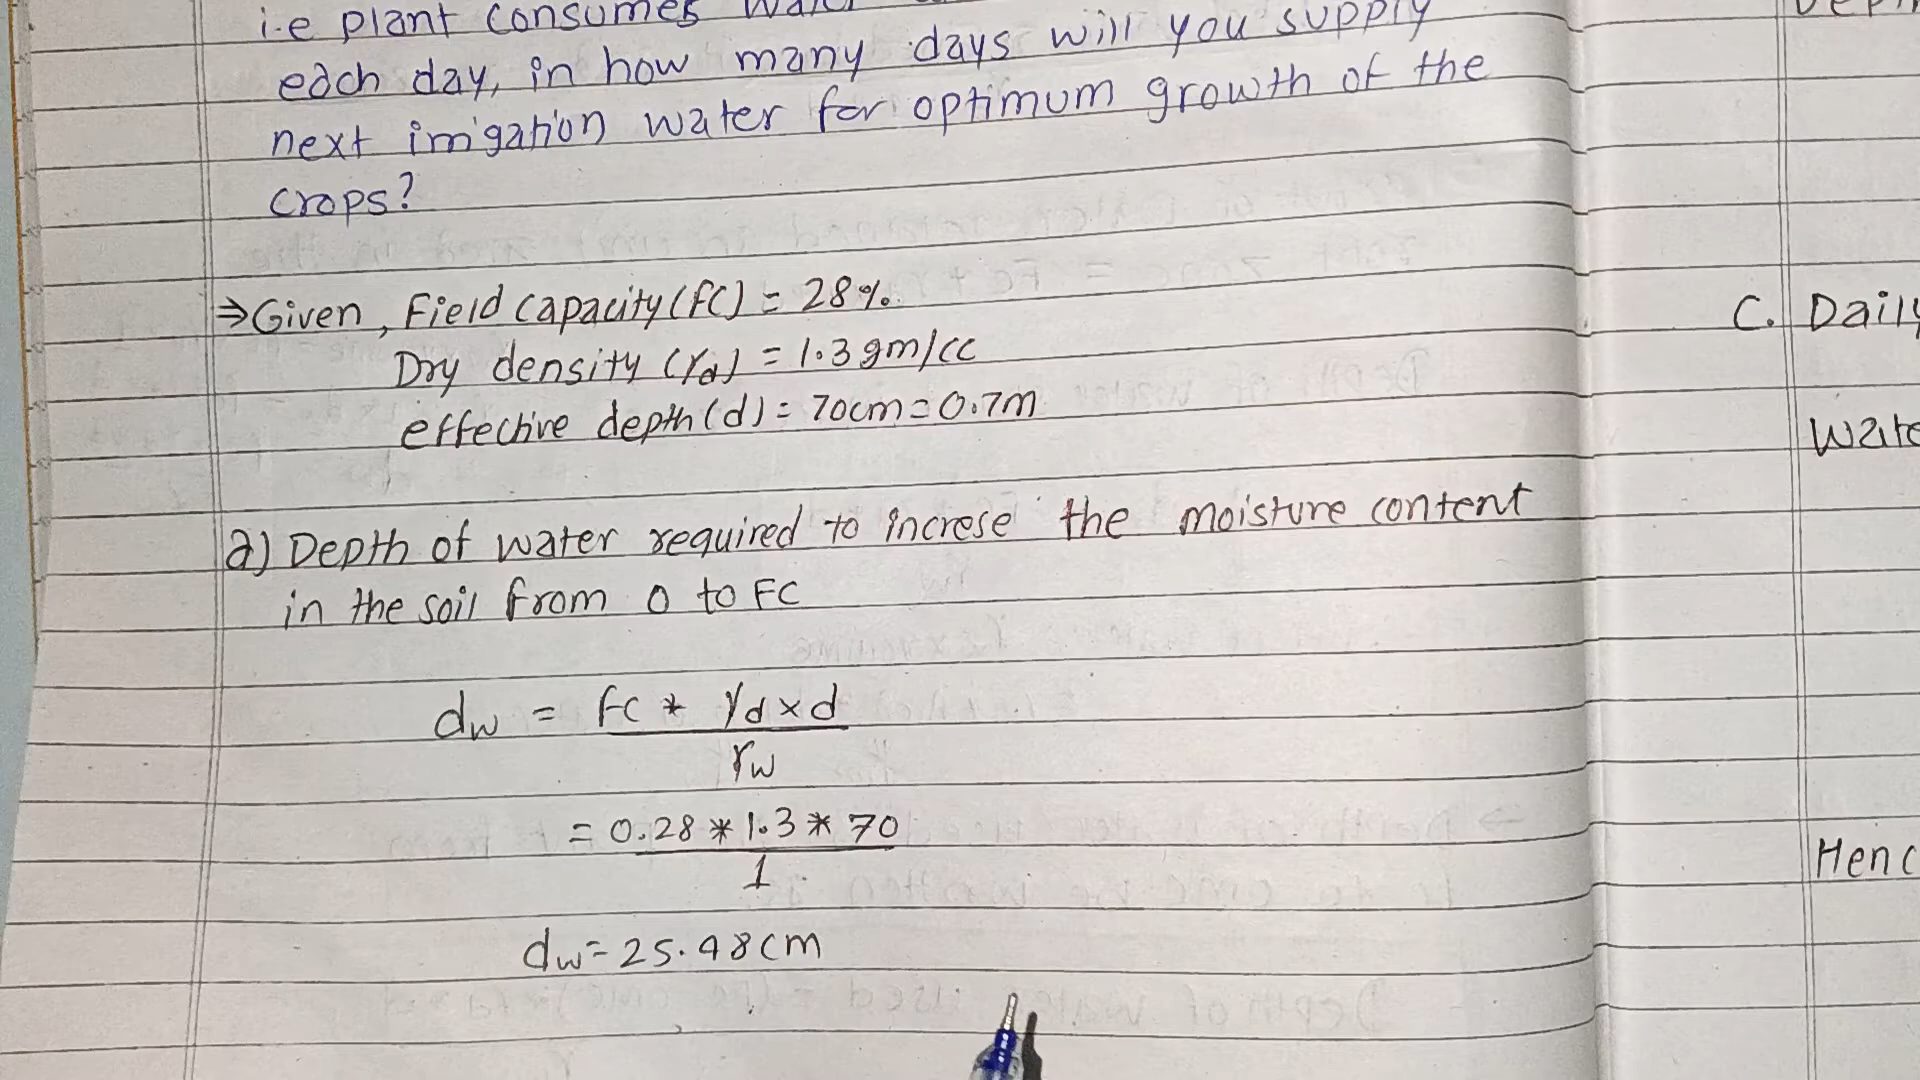 i.e plant consumes
each day, in how many days will you supply
next irrigation water for optimum growth of the
crops?
⇒ Given, Field capacity (FC) = 28%.
Dry density (γd) = 1.3 gm/cc
effective depth (d) = 70cm = 0.7m
a) Depth of water required to increse the moisture content
in the soil from 0 to FC
dw = FC * γd × d
γw
= 0.28 * 1.3 * 70
1
dw = 25.48 cm
C. Daily
Hence